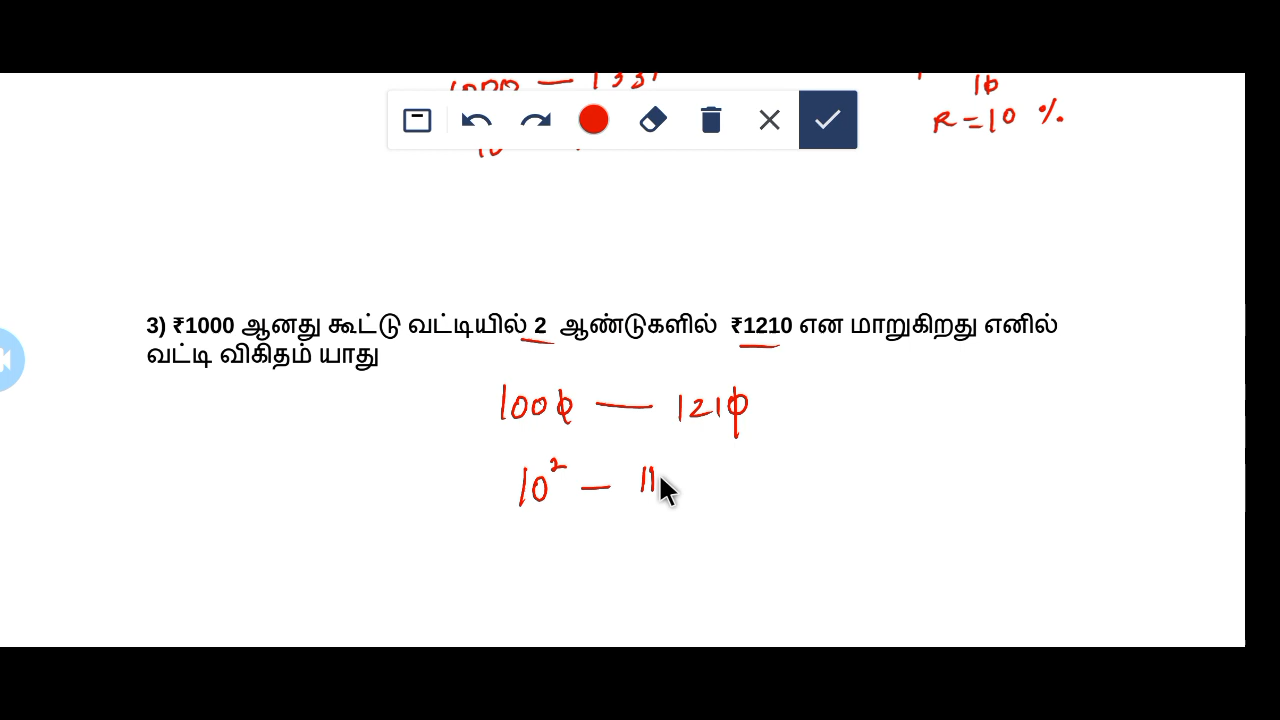 R = 10 %
3) ₹1000 ஆனது கூட்டு வட்டியில் 2 ஆண்டுகளில் ₹1210 என மாறுகிறது எனில்
வட்டி விகிதம் யாது
1000 — 1210
10² — 11